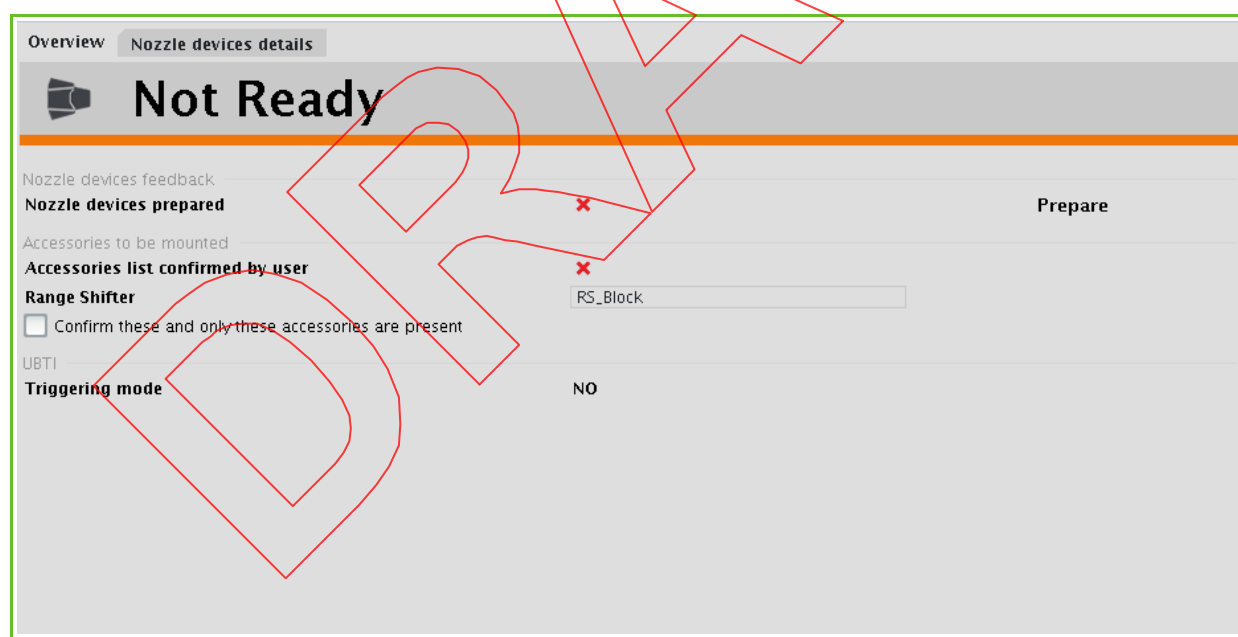 Overview Nozzle devices details
Not Ready
Nozzle devices feedback
Nozzle devices prepared Prepare
Accessories to be mounted
Accessories list confirmed by user
Range Shifter RS_Block
Confirm these and only these accessories are present
UBTI
Triggering mode NO
DRA